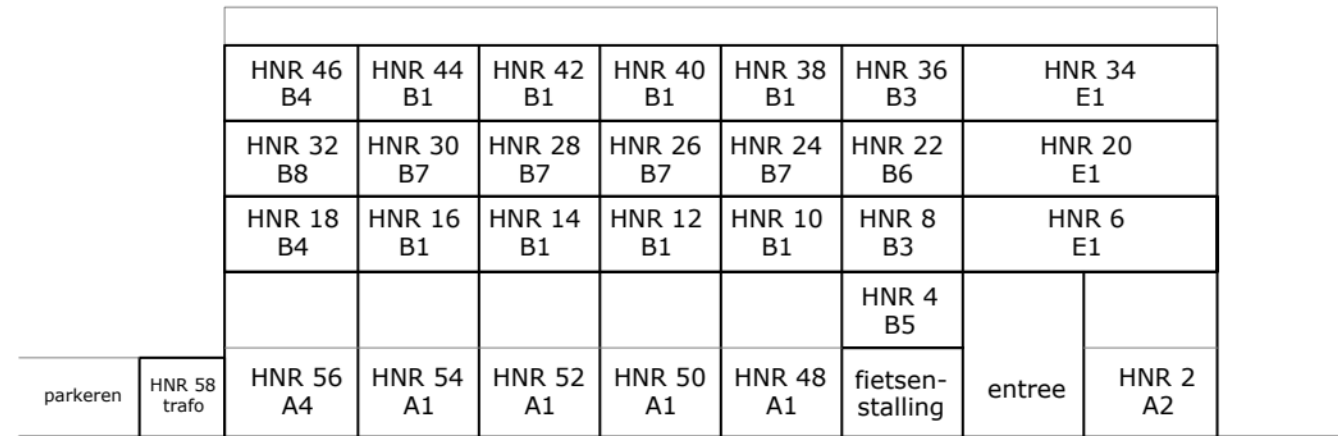 HNR 46
B4
HNR 44
B1
HNR 42
B1
HNR 40
B1
HNR 38
B1
HNR 36
B3
HNR 34
E1
HNR 32
B8
HNR 30
B7
HNR 28
B7
HNR 26
B7
HNR 24
B7
HNR 22
B6
HNR 20
E1
HNR 18
B4
HNR 16
B1
HNR 14
B1
HNR 12
B1
HNR 10
B1
HNR 8
B3
HNR 6
E1
HNR 4
B5
parkeren
HNR 58
trafo
HNR 56
A4
HNR 54
A1
HNR 52
A1
HNR 50
A1
HNR 48
A1
fietsen-
stalling
entree
HNR 2
A2